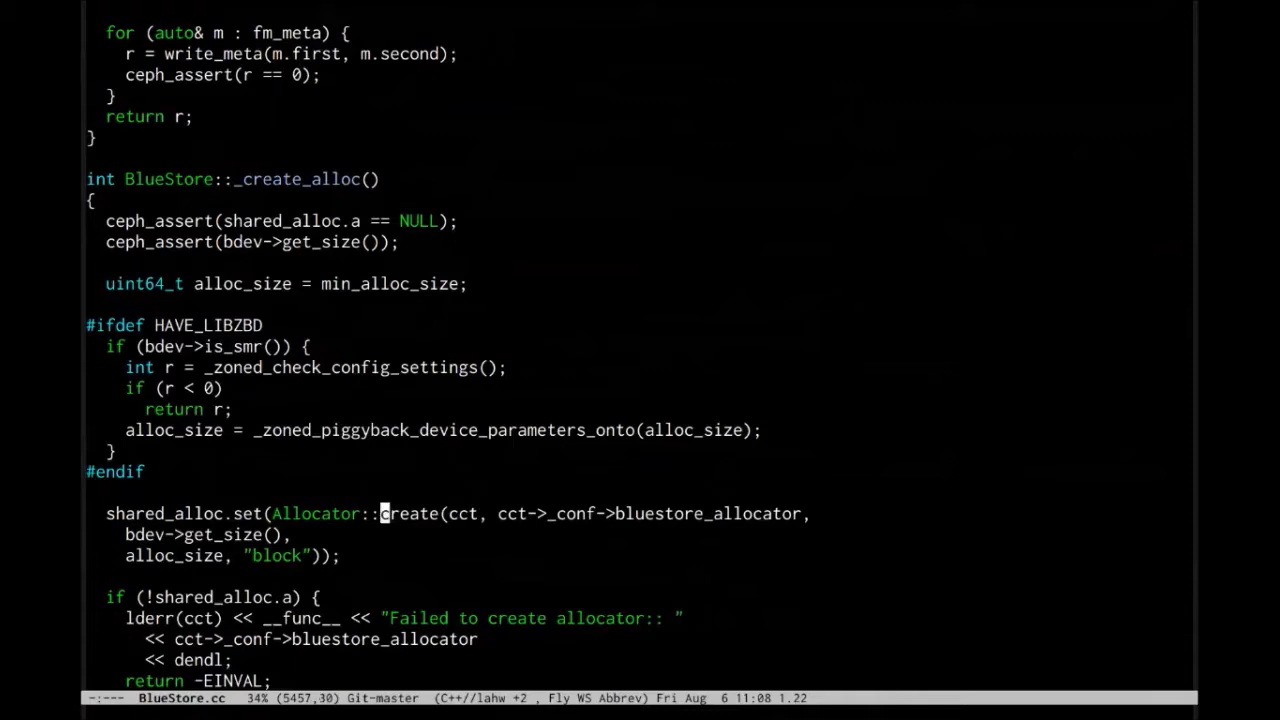 for (auto& m : fm_meta) {
    r = write_meta(m.first, m.second);
    ceph_assert(r == 0);
  }
  return r;
}
int BlueStore::_create_alloc()
{
  ceph_assert(shared_alloc.a == NULL);
  ceph_assert(bdev->get_size());
  uint64_t alloc_size = min_alloc_size;
#ifdef HAVE_LIBZBD
  if (bdev->is_smr()) {
    int r = _zoned_check_config_settings();
    if (r < 0)
      return r;
    alloc_size = _zoned_piggyback_device_parameters_onto(alloc_size);
  }
#endif
  shared_alloc.set(Allocator::create(cct, cct->_conf->bluestore_allocator,
    bdev->get_size(),
    alloc_size, "block"));
  if (!shared_alloc.a) {
    lderr(cct) << __func__ << "Failed to create allocator:: "
      << cct->_conf->bluestore_allocator
      << dendl;
    return -EINVAL;
-:---  BlueStore.cc   34% (5457,30) Git-master  (C++//lahw +2 , Fly WS Abbrev) Fri Aug  6 11:08 1.22